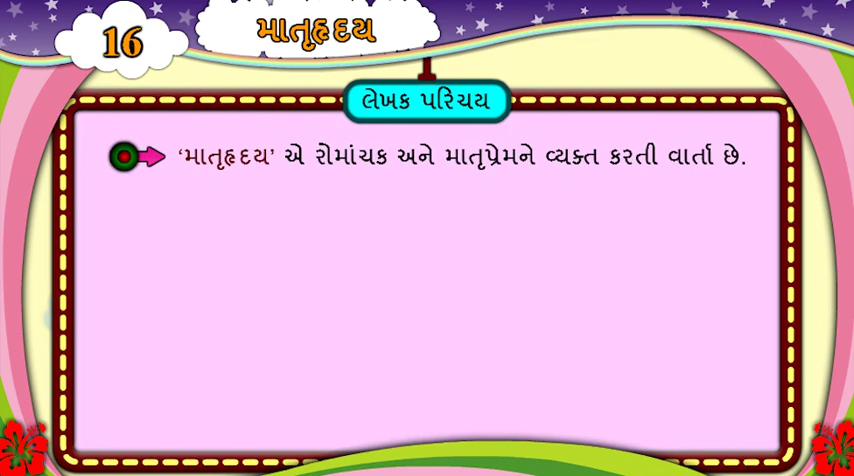 16
માતૃહૃદય
લેખક પરિચય
‘માતૃહૃદય’ એ રોમાંચક અને માતૃપ્રેમને વ્યક્ત કરતી વાર્તા છે.